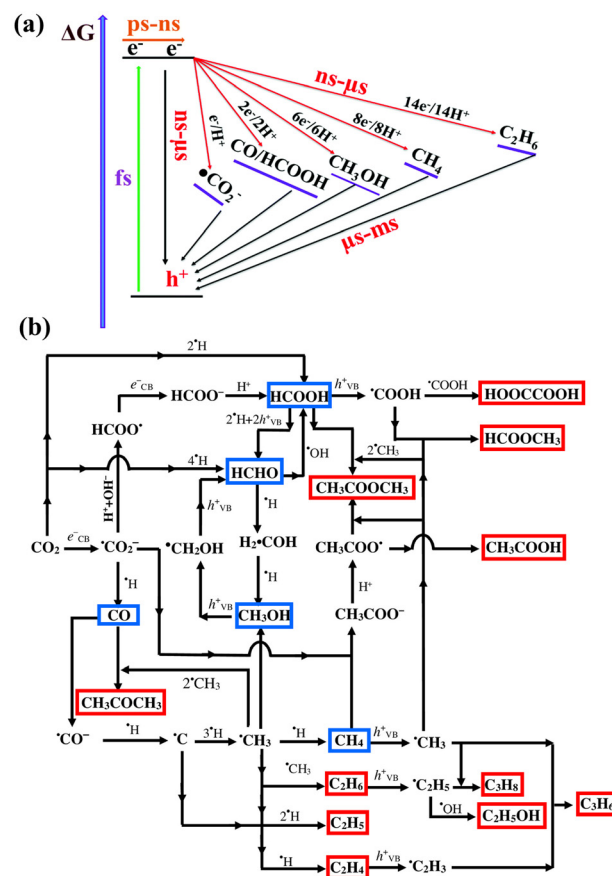 (a)
ΔG
ps-ns
e⁻ e⁻
fs
ns-μs
ns-μs
e⁻/H⁺
2e⁻/2H⁺
6e⁻/6H⁺
8e⁻/8H⁺
14e⁻/14H⁺
•CO₂⁻
CO/HCOOH
CH₃OH
CH₄
C₂H₆
h⁺
μs-ms
(b)
2•H
e⁻CB
HCOO⁻
H⁺
HCOOH
h⁺VB
•COOH
•COOH
HOOCCOOH
HCOO•
2•H+2h⁺VB
HCOOCH₃
4•H
HCHO
•OH
2•CH₃
CH₃COOCH₃
H⁺+OH⁻
h⁺VB
•H
CO₂
e⁻CB
•CO₂⁻
•CH₂OH
H₂•COH
CH₃COO•
CH₃COOH
•H
•H
H⁺
CO
h⁺VB
CH₃OH
CH₃COO⁻
CH₃COCH₃
2•CH₃
•CO⁻
•H
•C
3•H
•CH₃
•H
CH₄
h⁺VB
•CH₃
•CH₃
C₂H₆
h⁺VB
•C₂H₅
C₃H₈
C₃H₆
2•H
C₂H₅
•OH
C₂H₅OH
•H
C₂H₄
h⁺VB
•C₂H₃